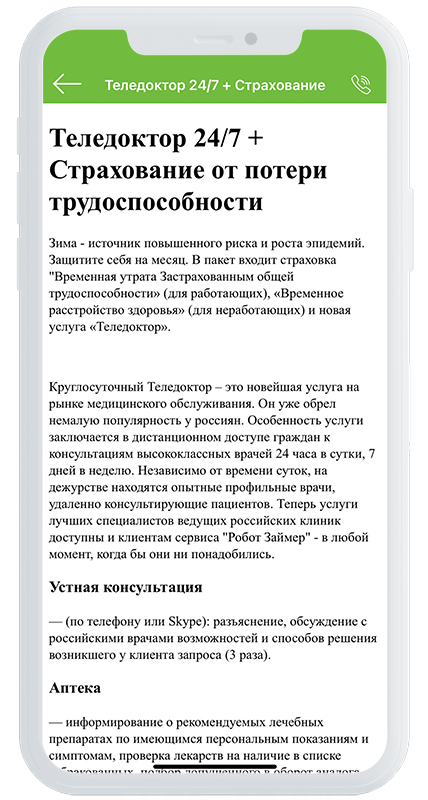 Теледоктор 24/7 + Страхование
Теледоктор 24/7 +
Страхование от потери
трудоспособности
Зима - источник повышенного риска и роста эпидемий.
Защитите себя на месяц. В пакет входит страховка
"Временная утрата Застрахованным общей
трудоспособности» (для работающих), «Временное
расстройство здоровья» (для неработающих) и новая
услуга «Теледоктор».
Круглосуточный Теледоктор – это новейшая услуга на
рынке медицинского обслуживания. Он уже обрел
немалую популярность у россиян. Особенность услуги
заключается в дистанционном доступе граждан к
консультациям высококлассных врачей 24 часа в сутки, 7
дней в неделю. Независимо от времени суток, на
дежурстве находятся опытные профильные врачи,
удаленно консультирующие пациентов. Теперь услуги
лучших специалистов ведущих российских клиник
доступны и клиентам сервиса "Робот Займер" - в любой
момент, когда бы они ни понадобились.
Устная консультация
— (по телефону или Skype): разъяснение, обсуждение с
российскими врачами возможностей и способов решения
возникшего у клиента запроса (3 раза).
Аптека
— информирование о рекомендуемых лечебных
препаратах по имеющимся персональным показаниям и
симптомам, проверка лекарств на наличие в списке
подбор допущенного в оборот аналога